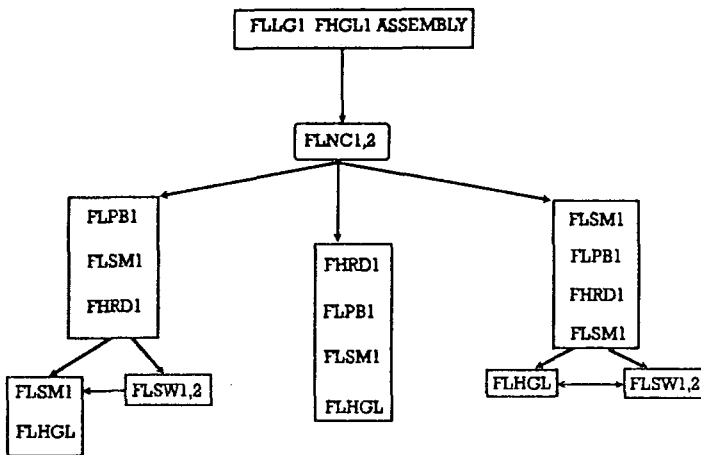 FLLG1 FHGL1 ASSEMBLY
FLNC1,2
FLPB1
FLSM1
FHRD1
FLSM1
FLHGL
FLSW1,2
FHRD1
FLPB1
FLSM1
FLHGL
FLSM1
FLPB1
FHRD1
FLSM1
FLHGL
FLSW1,2